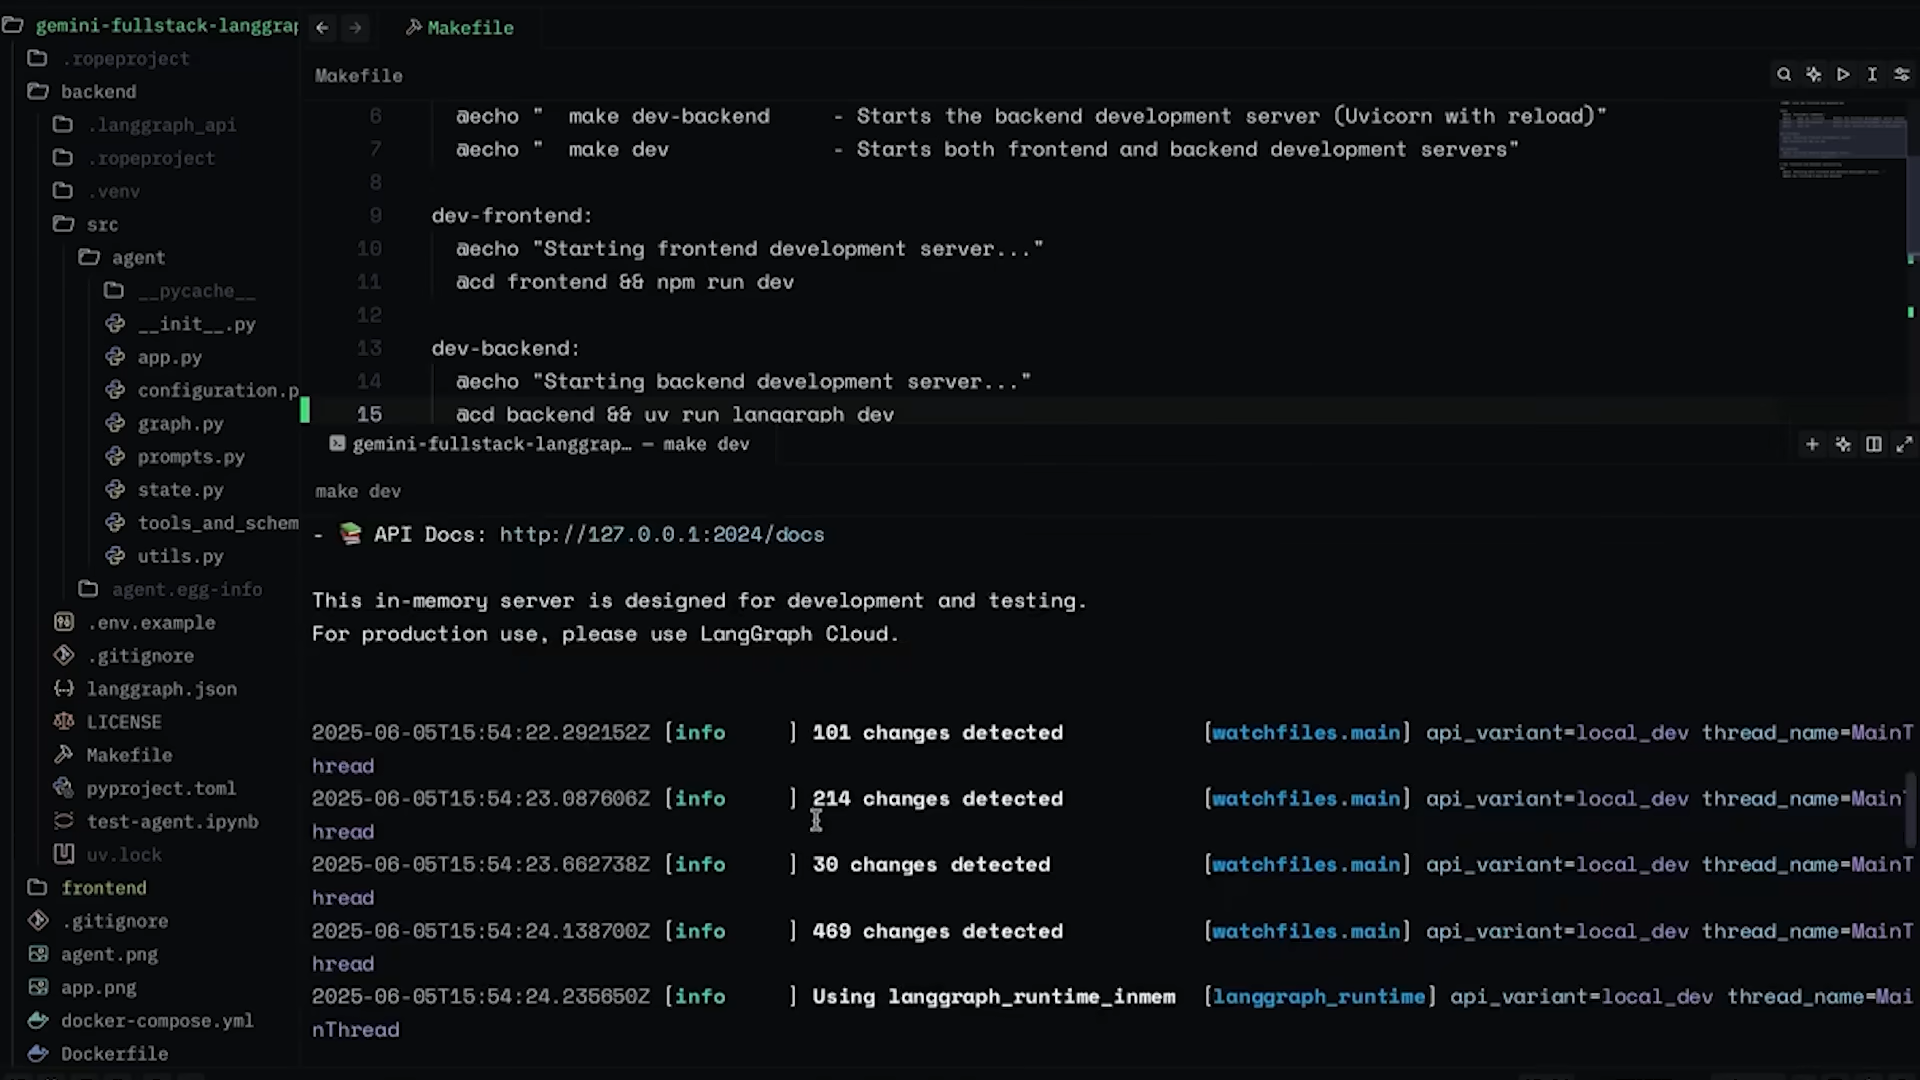 gemini-fullstack-langgrap
.ropeproject
backend
.langgraph_api
.ropeproject
.venv
src
agent
__pycache__
__init__.py
app.py
configuration.p
graph.py
prompts.py
state.py
tools_and_schem
utils.py
agent.egg-info
.env.example
.gitignore
langgraph.json
LICENSE
Makefile
pyproject.toml
test-agent.ipynb
uv.lock
frontend
.gitignore
agent.png
app.png
docker-compose.yml
Dockerfile
Makefile
Makefile
6 @echo "  make dev-backend     - Starts the backend development server (Uvicorn with reload)"
7 @echo "  make dev             - Starts both frontend and backend development servers"
8
9 dev-frontend:
10 @echo "Starting frontend development server..."
11 @cd frontend && npm run dev
12
13 dev-backend:
14 @echo "Starting backend development server..."
15 @cd backend && uv run langgraph dev
gemini-fullstack-langgrap… — make dev
make dev
- 📚 API Docs: http://127.0.0.1:2024/docs
This in-memory server is designed for development and testing.
For production use, please use LangGraph Cloud.
2025-06-05T15:54:22.292152Z [info     ] 101 changes detected           [watchfiles.main] api_variant=local_dev thread_name=MainT
hread
2025-06-05T15:54:23.087606Z [info     ] 214 changes detected           [watchfiles.main] api_variant=local_dev thread_name=MainT
hread
2025-06-05T15:54:23.662738Z [info     ] 30 changes detected            [watchfiles.main] api_variant=local_dev thread_name=MainT
hread
2025-06-05T15:54:24.138700Z [info     ] 469 changes detected           [watchfiles.main] api_variant=local_dev thread_name=MainT
hread
2025-06-05T15:54:24.235650Z [info     ] Using langgraph_runtime_inmem  [langgraph_runtime] api_variant=local_dev thread_name=Mai
nThread